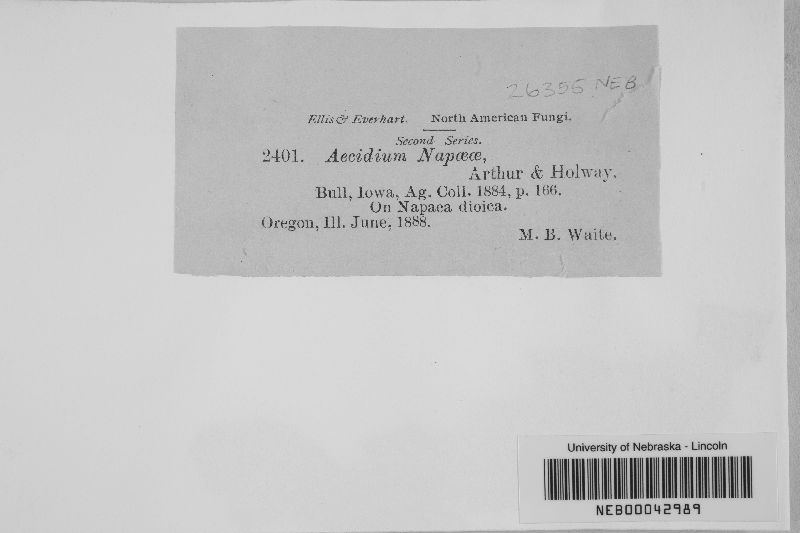 26355 NEB
Ellis & Everhart. North American Fungi.
Second Series.
2401. Aecidium Napææ,
Arthur & Holway.
Bull, Iowa, Ag. Coll. 1884, p. 166.
On Napaea dioica.
Oregon, Ill. June, 1888.
M. B. Waite.
University of Nebraska - Lincoln
NEB00042989